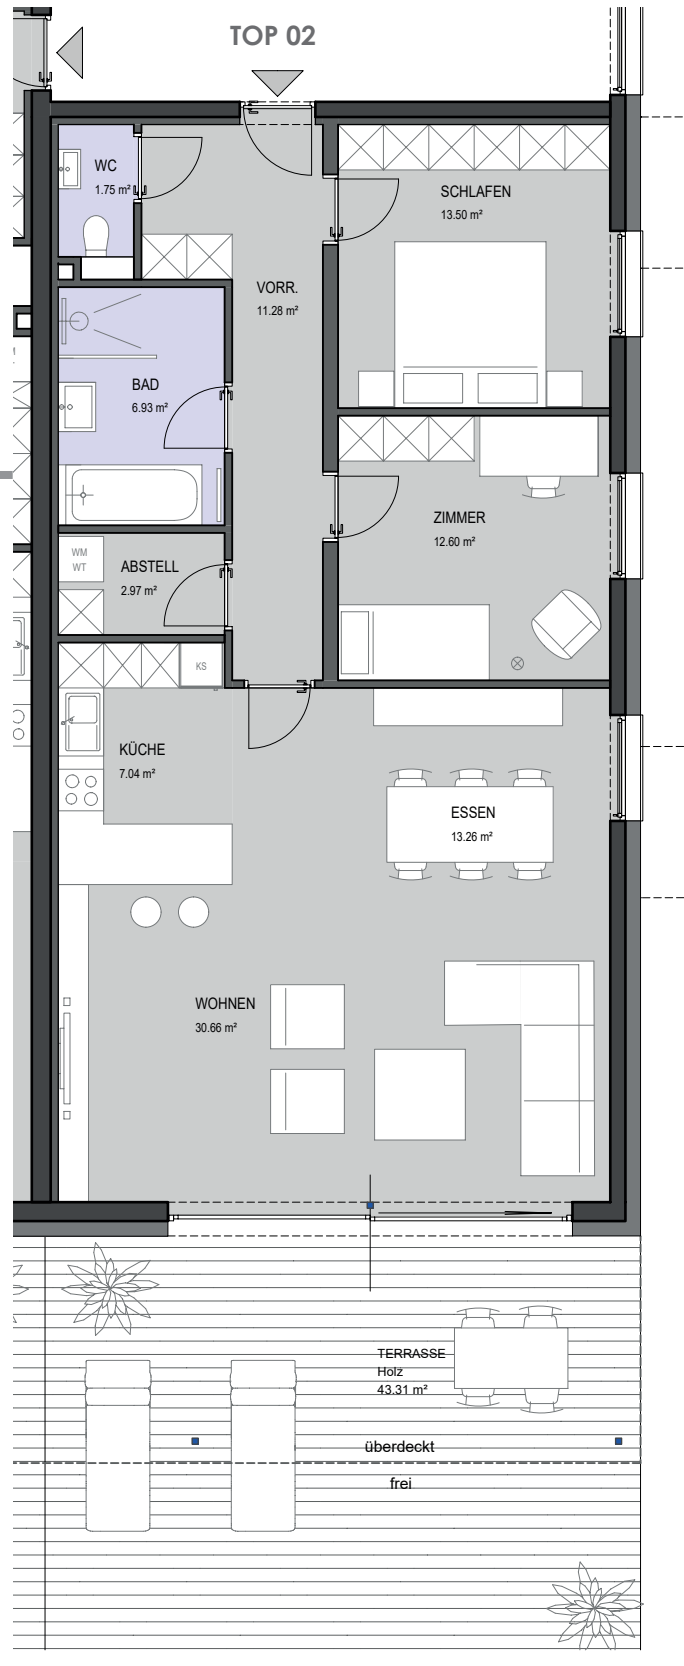 TOP 02
WC
1.75 m²
SCHLAFEN
13.50 m²
VORR.
11.28 m²
BAD
6.93 m²
ZIMMER
12.60 m²
WM
WT
ABSTELL
2.97 m²
KS
KÜCHE
7.04 m²
ESSEN
13.26 m²
WOHNEN
30.66 m²
TERRASSE
Holz
43.31 m²
überdeckt
frei